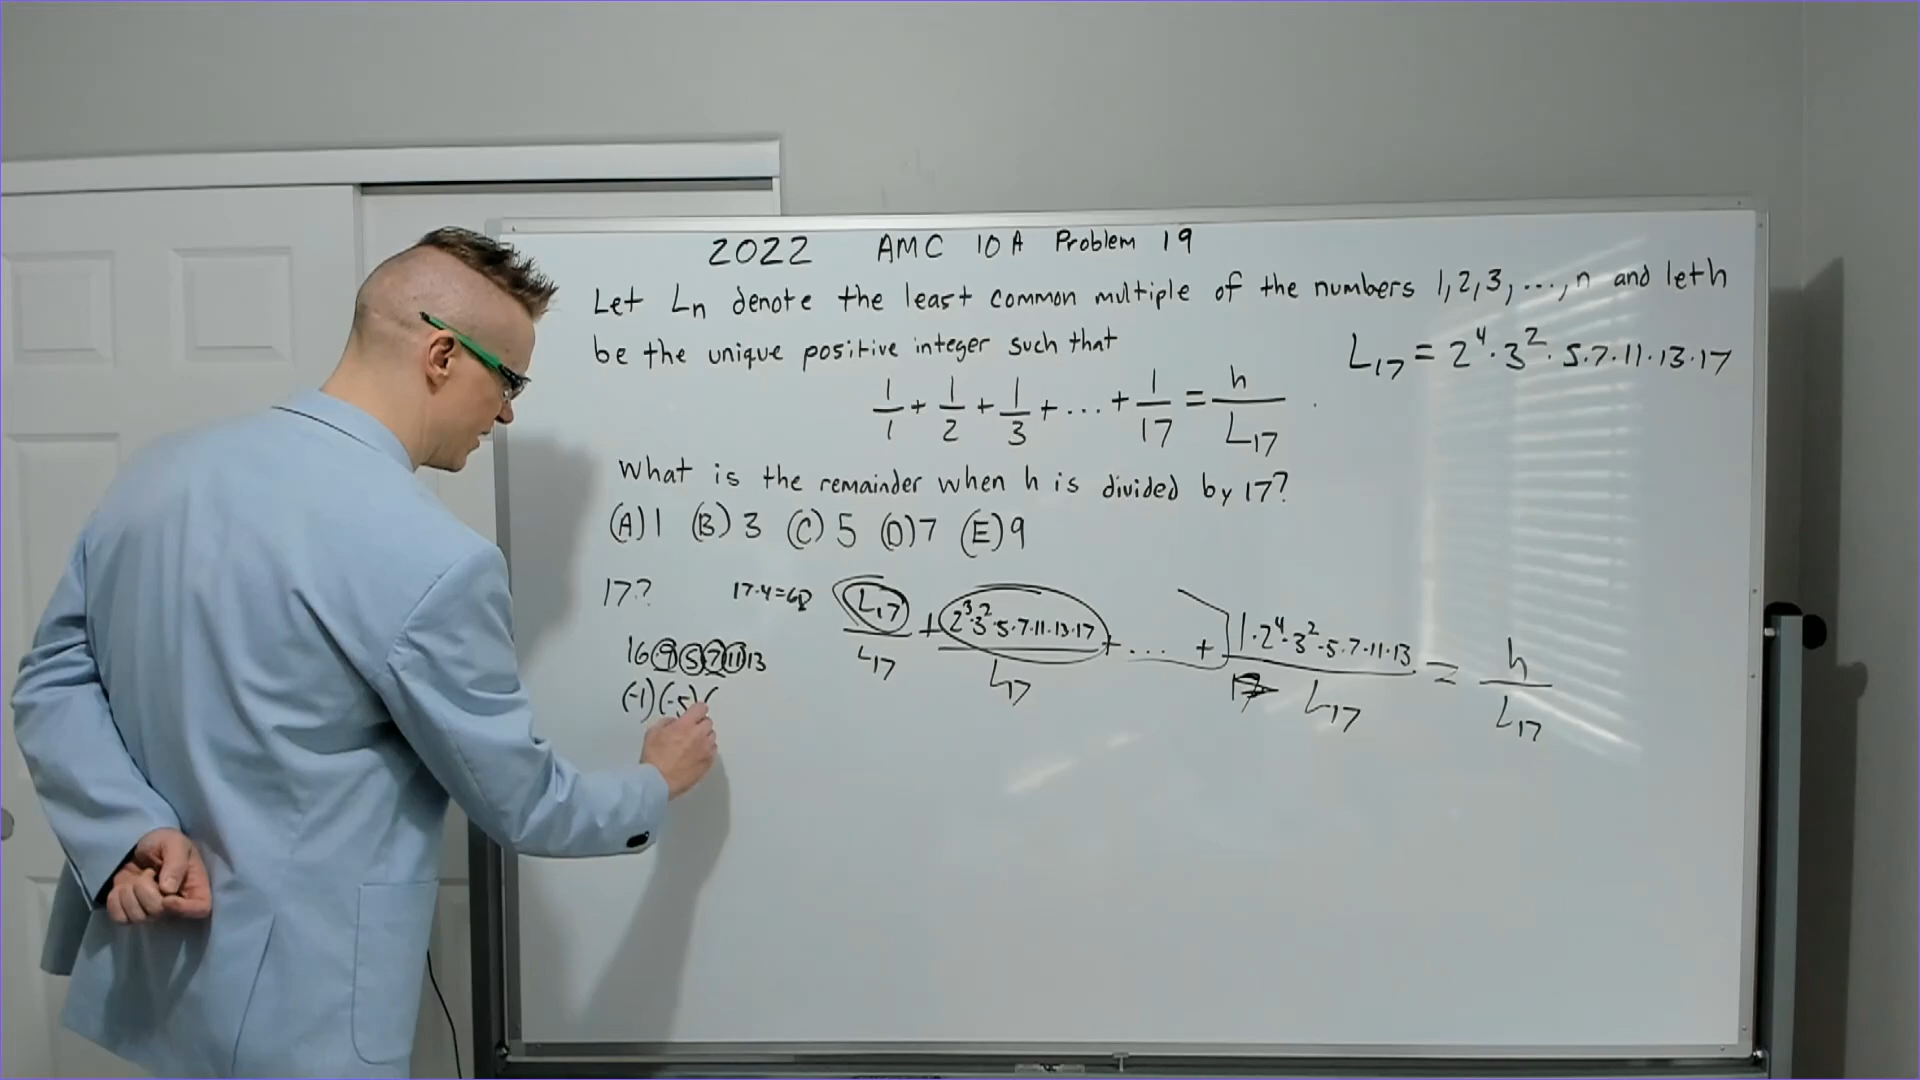 2022 AMC 10A Problem 19
Let Ln denote the least common multiple of the numbers 1,2,3,...,n and let h
be the unique positive integer such that
L₁₇ = 2⁴·3²·5·7·11·13·17
1/1 + 1/2 + 1/3 + ... + 1/17 = h/L₁₇
What is the remainder when h is divided by 17?
(A) 1 (B) 3 (C) 5 (D) 7 (E) 9
17?
17·4=68
L₁₇/L₁₇ + 2³·3²·5·7·11·13·17/L₁₇ + ... + 1·2⁴·3²·5·7·11·13/L₁₇ = h/L₁₇
16 9 5 7 11 13
(-1)(-5)(